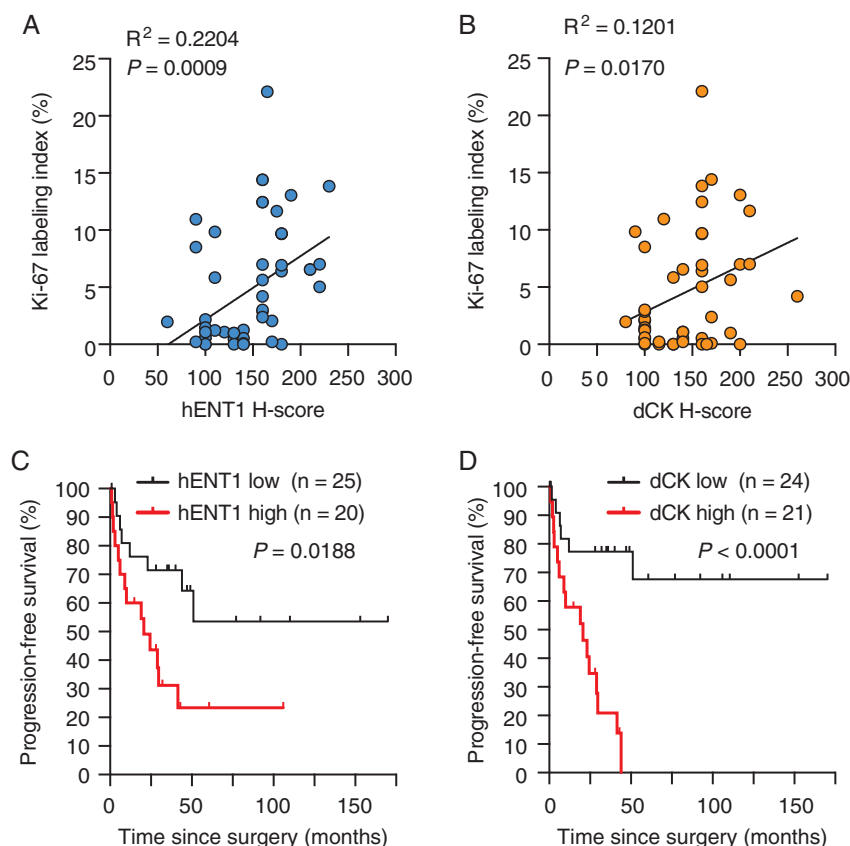 A
R² = 0.2204
P = 0.0009
Ki-67 labeling index (%)
25
20
15
10
5
0
0 50 100 150 200 250 300
hENT1 H-score
B
R² = 0.1201
P = 0.0170
Ki-67 labeling index (%)
25
20
15
10
5
0
0 5 0 100 150 200 250 300
dCK H-score
C
hENT1 low (n = 25)
hENT1 high (n = 20)
P = 0.0188
Progression-free survival (%)
100
90
80
70
60
50
40
30
20
10
0
0 50 100 150
Time since surgery (months)
D
dCK low (n = 24)
dCK high (n = 21)
P < 0.0001
Progression-free survival (%)
100
90
80
70
60
50
40
30
20
10
0
0 50 100 150
Time since surgery (months)